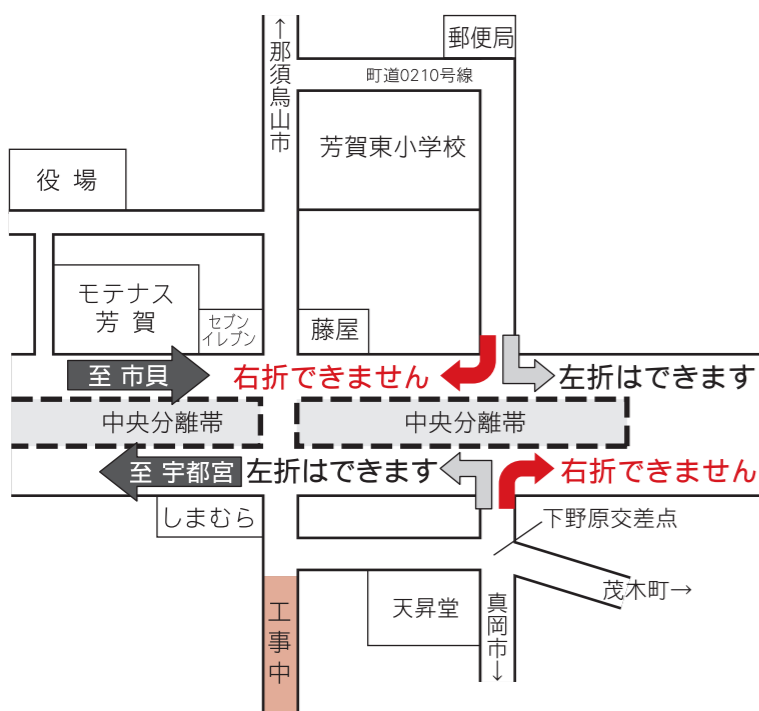 郵便局
↑那須烏山市
町道0210号線
芳賀東小学校
役 場
モテナス
芳 賀
セブン
イレブン
藤屋
至 市貝
右折できません
左折はできます
中央分離帯
中央分離帯
至 宇都宮
左折はできます
右折できません
しまむら
下野原交差点
茂木町→
工事中
天昇堂
真岡市↓